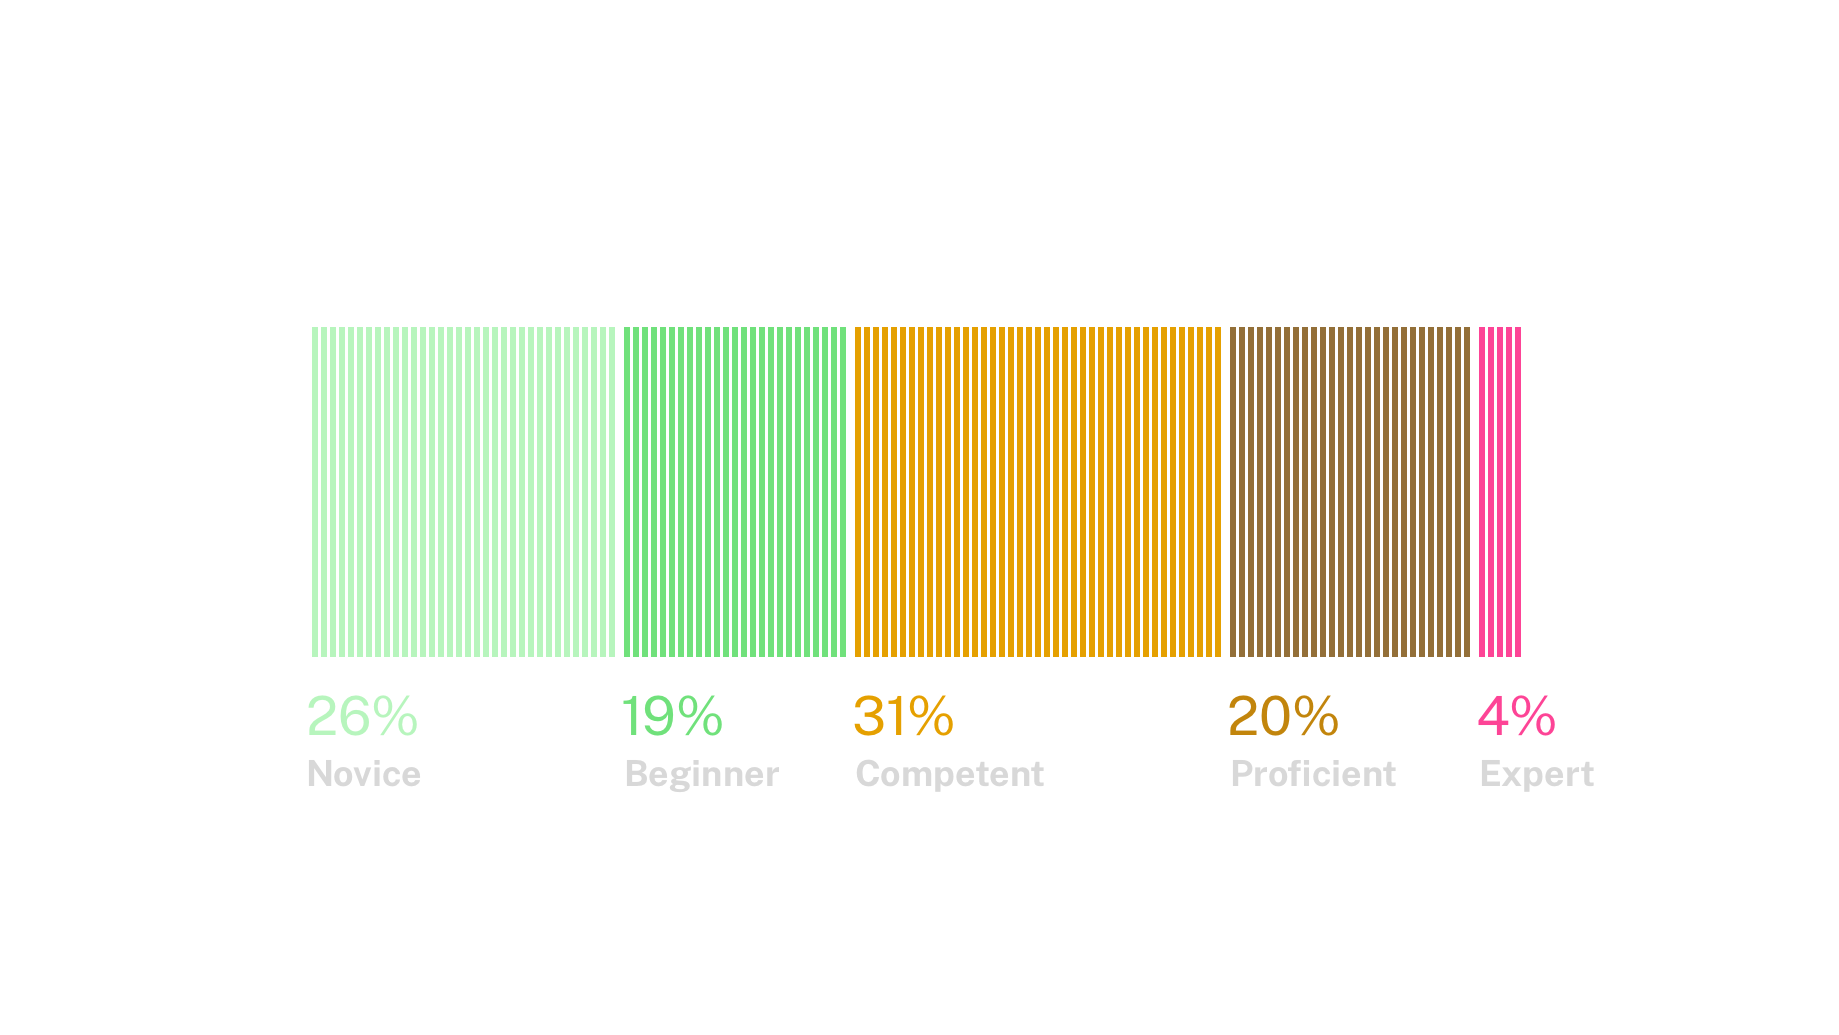 26% 19% 31% 20% 4%
Novice Beginner Competent Proficient Expert